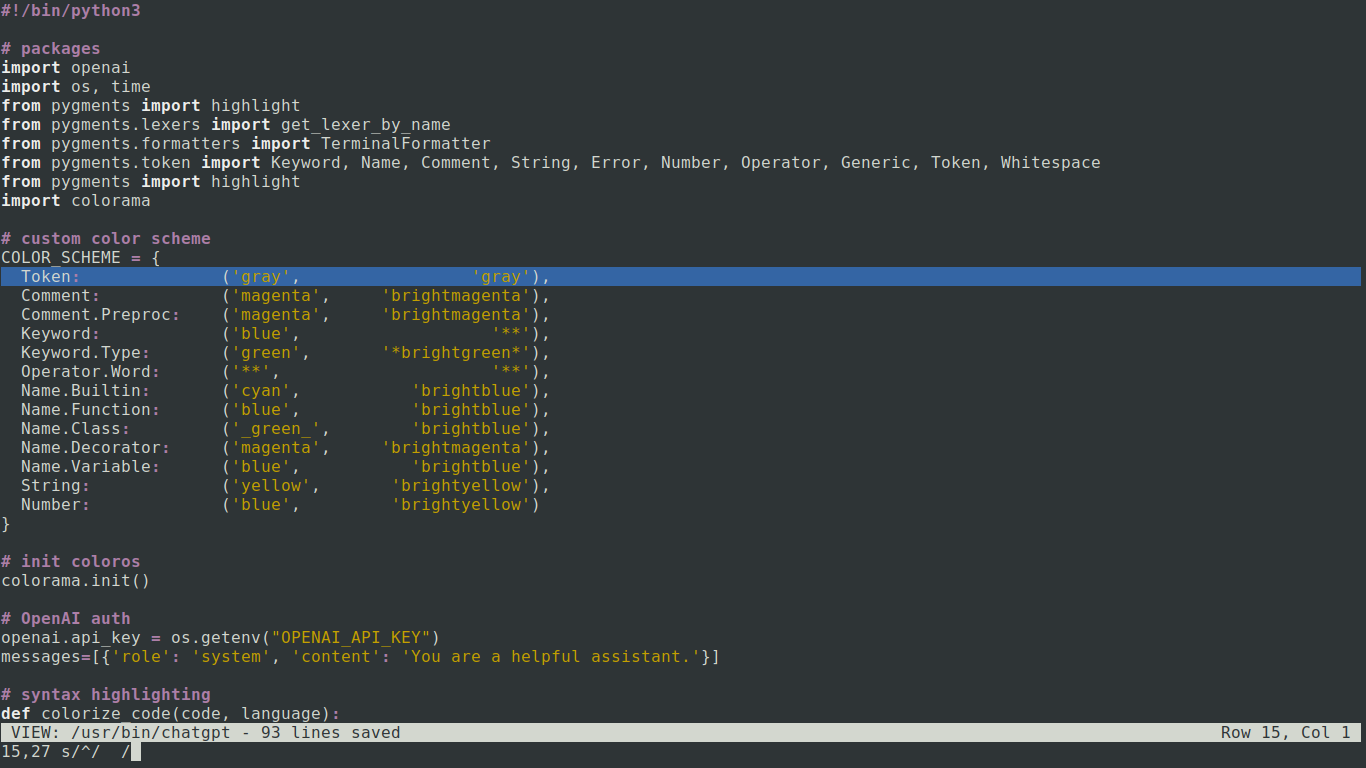 #!/bin/python3

# packages
import openai
import os, time
from pygments import highlight
from pygments.lexers import get_lexer_by_name
from pygments.formatters import TerminalFormatter
from pygments.token import Keyword, Name, Comment, String, Error, Number, Operator, Generic, Token, Whitespace
from pygments import highlight
import colorama

# custom color scheme
COLOR_SCHEME = {
  Token:              ('gray',                 'gray'),
  Comment:            ('magenta',     'brightmagenta'),
  Comment.Preproc:    ('magenta',     'brightmagenta'),
  Keyword:            ('blue',                   '**'),
  Keyword.Type:       ('green',       '*brightgreen*'),
  Operator.Word:      ('**',                     '**'),
  Name.Builtin:       ('cyan',           'brightblue'),
  Name.Function:      ('blue',           'brightblue'),
  Name.Class:         ('_green_',        'brightblue'),
  Name.Decorator:     ('magenta',     'brightmagenta'),
  Name.Variable:      ('blue',           'brightblue'),
  String:             ('yellow',       'brightyellow'),
  Number:             ('blue',         'brightyellow')
}

# init coloros
colorama.init()

# OpenAI auth
openai.api_key = os.getenv("OPENAI_API_KEY")
messages=[{'role': 'system', 'content': 'You are a helpful assistant.'}]

# syntax highlighting
def colorize_code(code, language):
VIEW: /usr/bin/chatgpt - 93 lines saved Row 15, Col 1
15,27 s/^/  /